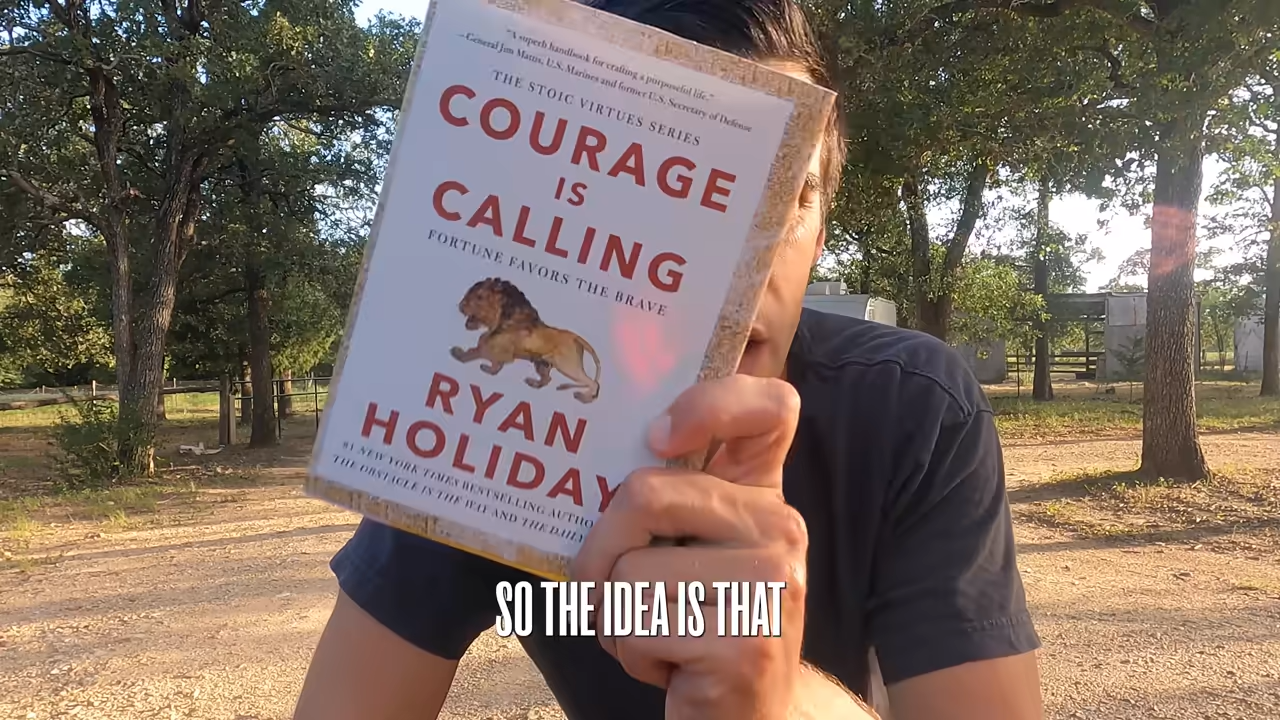 "A superb handbook for crafting a purposeful life."
—General Jim Mattis, U.S. Marines and former U.S. Secretary of Defense
THE STOIC VIRTUES SERIES
COURAGE
IS
CALLING
FORTUNE FAVORS THE BRAVE
RYAN
HOLIDAY
#1 NEW YORK TIMES BESTSELLING AUTHO
THE OBSTACLE IS THE WAY AND THE DAILY
SO THE IDEA IS THAT